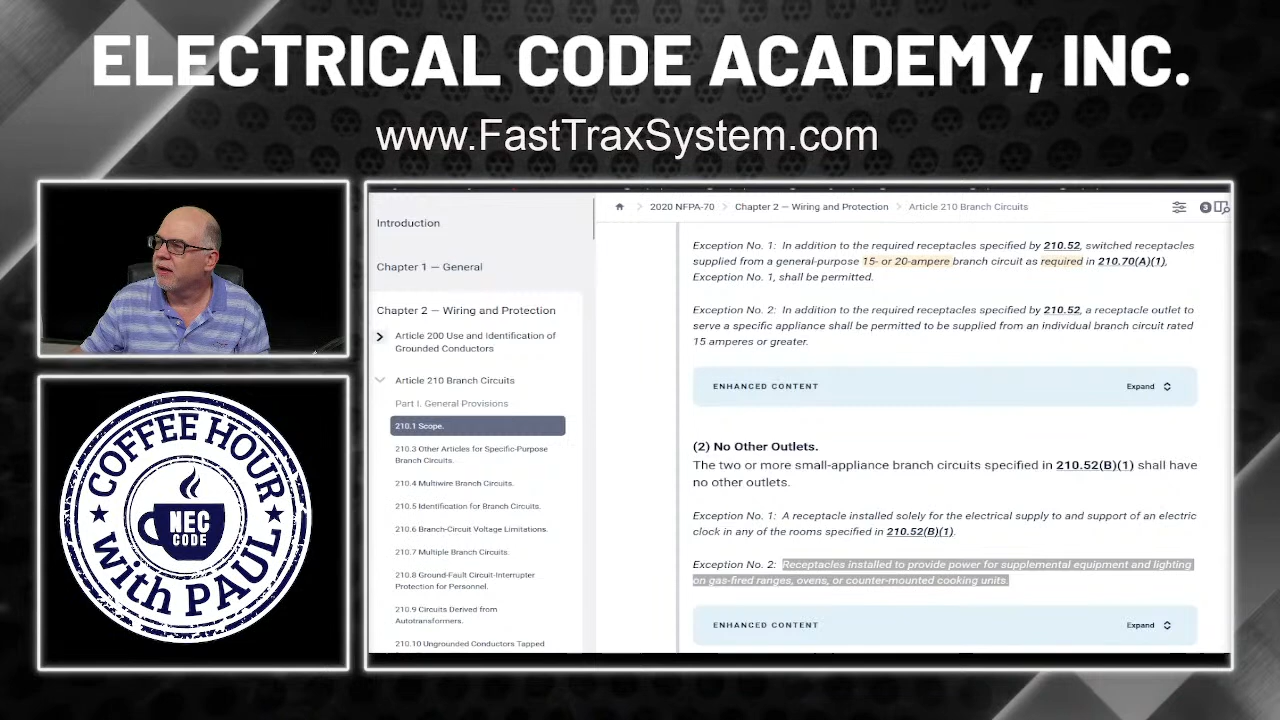 ELECTRICAL CODE ACADEMY, INC.
www.FastTraxSystem.com
COFFEE HOUR
NEC
CODE
with PAUL
Introduction
Chapter 1 — General
Chapter 2 — Wiring and Protection
Article 200 Use and Identification of
Grounded Conductors
Article 210 Branch Circuits
Part I. General Provisions
210.1 Scope.
210.3 Other Articles for Specific-Purpose
Branch Circuits.
210.4 Multiwire Branch Circuits.
210.5 Identification for Branch Circuits.
210.6 Branch-Circuit Voltage Limitations.
210.7 Multiple Branch Circuits.
210.8 Ground-Fault Circuit-Interrupter
Protection for Personnel.
210.9 Circuits Derived from
Autotransformers.
210.10 Ungrounded Conductors Tapped
2020 NFPA-70 > Chapter 2 — Wiring and Protection > Article 210 Branch Circuits
3
Exception No. 1: In addition to the required receptacles specified by 210.52, switched receptacles
supplied from a general-purpose 15- or 20-ampere branch circuit as required in 210.70(A)(1),
Exception No. 1, shall be permitted.
Exception No. 2: In addition to the required receptacles specified by 210.52, a receptacle outlet to
serve a specific appliance shall be permitted to be supplied from an individual branch circuit rated
15 amperes or greater.
ENHANCED CONTENT Expand
(2) No Other Outlets.
The two or more small-appliance branch circuits specified in 210.52(B)(1) shall have
no other outlets.
Exception No. 1: A receptacle installed solely for the electrical supply to and support of an electric
clock in any of the rooms specified in 210.52(B)(1).
Exception No. 2: Receptacles installed to provide power for supplemental equipment and lighting
on gas-fired ranges, ovens, or counter-mounted cooking units.
ENHANCED CONTENT Expand